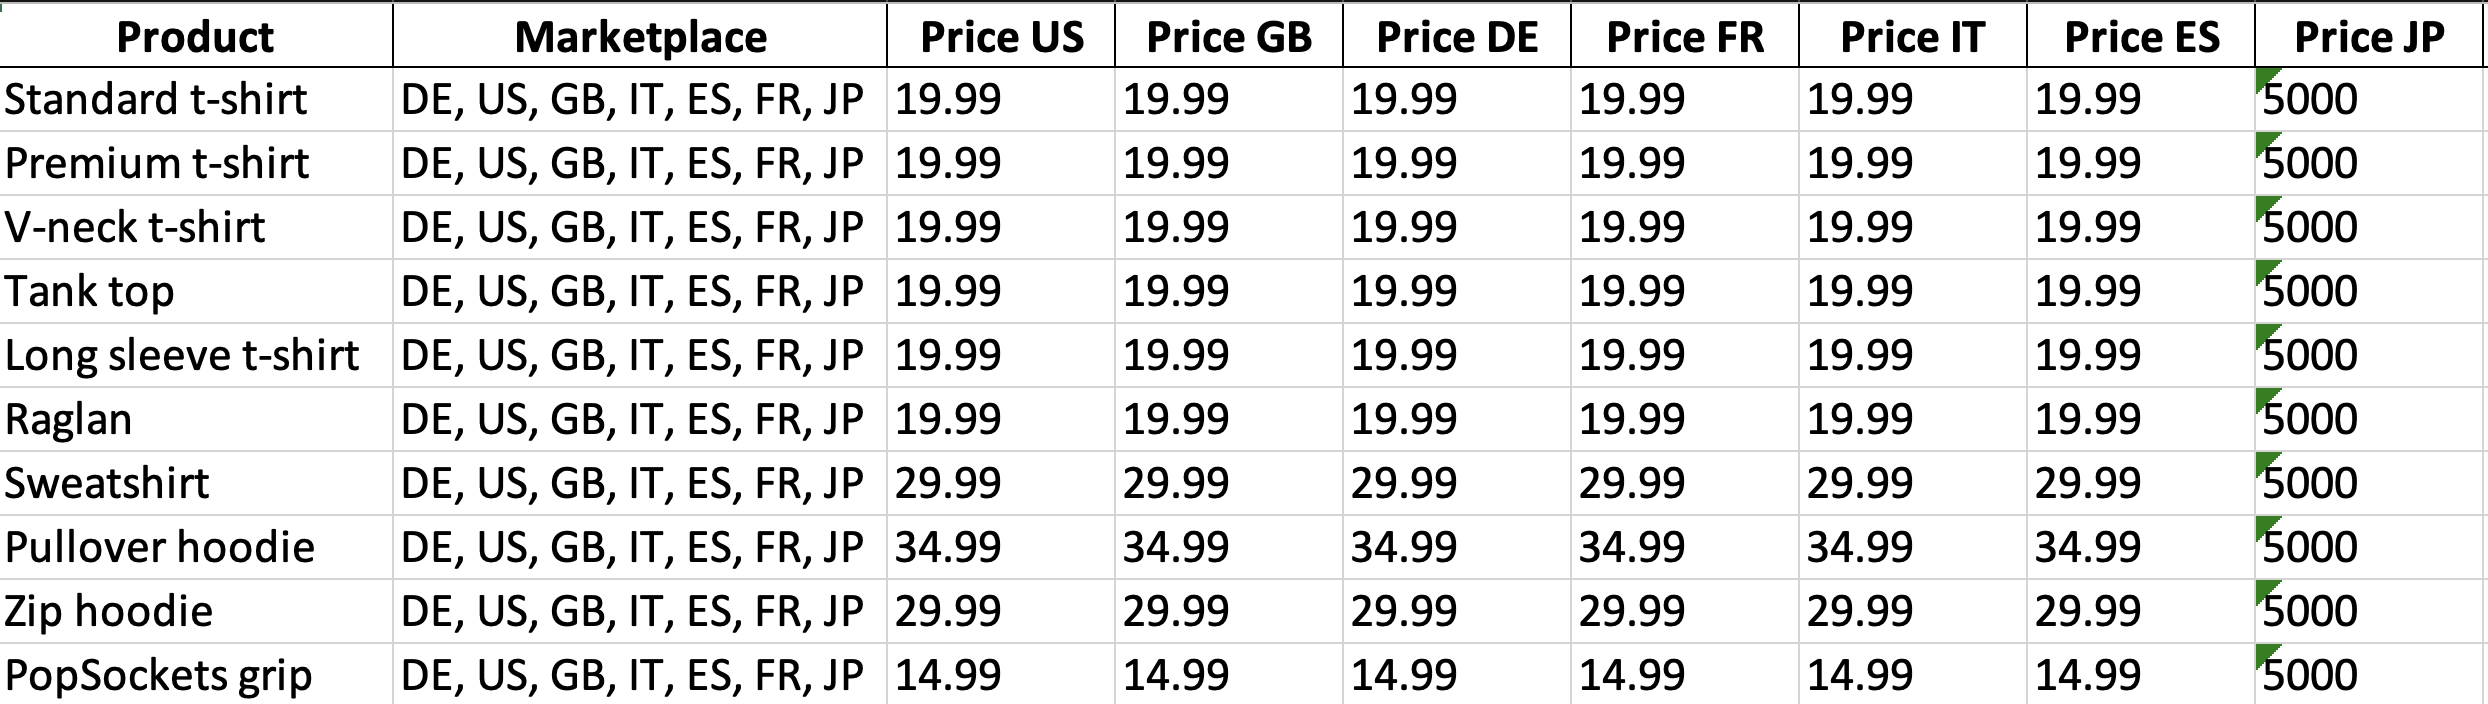 Product Marketplace Price US Price GB Price DE Price FR Price IT Price ES Price JP
Standard t-shirt DE, US, GB, IT, ES, FR, JP 19.99 19.99 19.99 19.99 19.99 19.99 5000
Premium t-shirt DE, US, GB, IT, ES, FR, JP 19.99 19.99 19.99 19.99 19.99 19.99 5000
V-neck t-shirt DE, US, GB, IT, ES, FR, JP 19.99 19.99 19.99 19.99 19.99 19.99 5000
Tank top DE, US, GB, IT, ES, FR, JP 19.99 19.99 19.99 19.99 19.99 19.99 5000
Long sleeve t-shirt DE, US, GB, IT, ES, FR, JP 19.99 19.99 19.99 19.99 19.99 19.99 5000
Raglan DE, US, GB, IT, ES, FR, JP 19.99 19.99 19.99 19.99 19.99 19.99 5000
Sweatshirt DE, US, GB, IT, ES, FR, JP 29.99 29.99 29.99 29.99 29.99 29.99 5000
Pullover hoodie DE, US, GB, IT, ES, FR, JP 34.99 34.99 34.99 34.99 34.99 34.99 5000
Zip hoodie DE, US, GB, IT, ES, FR, JP 29.99 29.99 29.99 29.99 29.99 29.99 5000
PopSockets grip DE, US, GB, IT, ES, FR, JP 14.99 14.99 14.99 14.99 14.99 14.99 5000